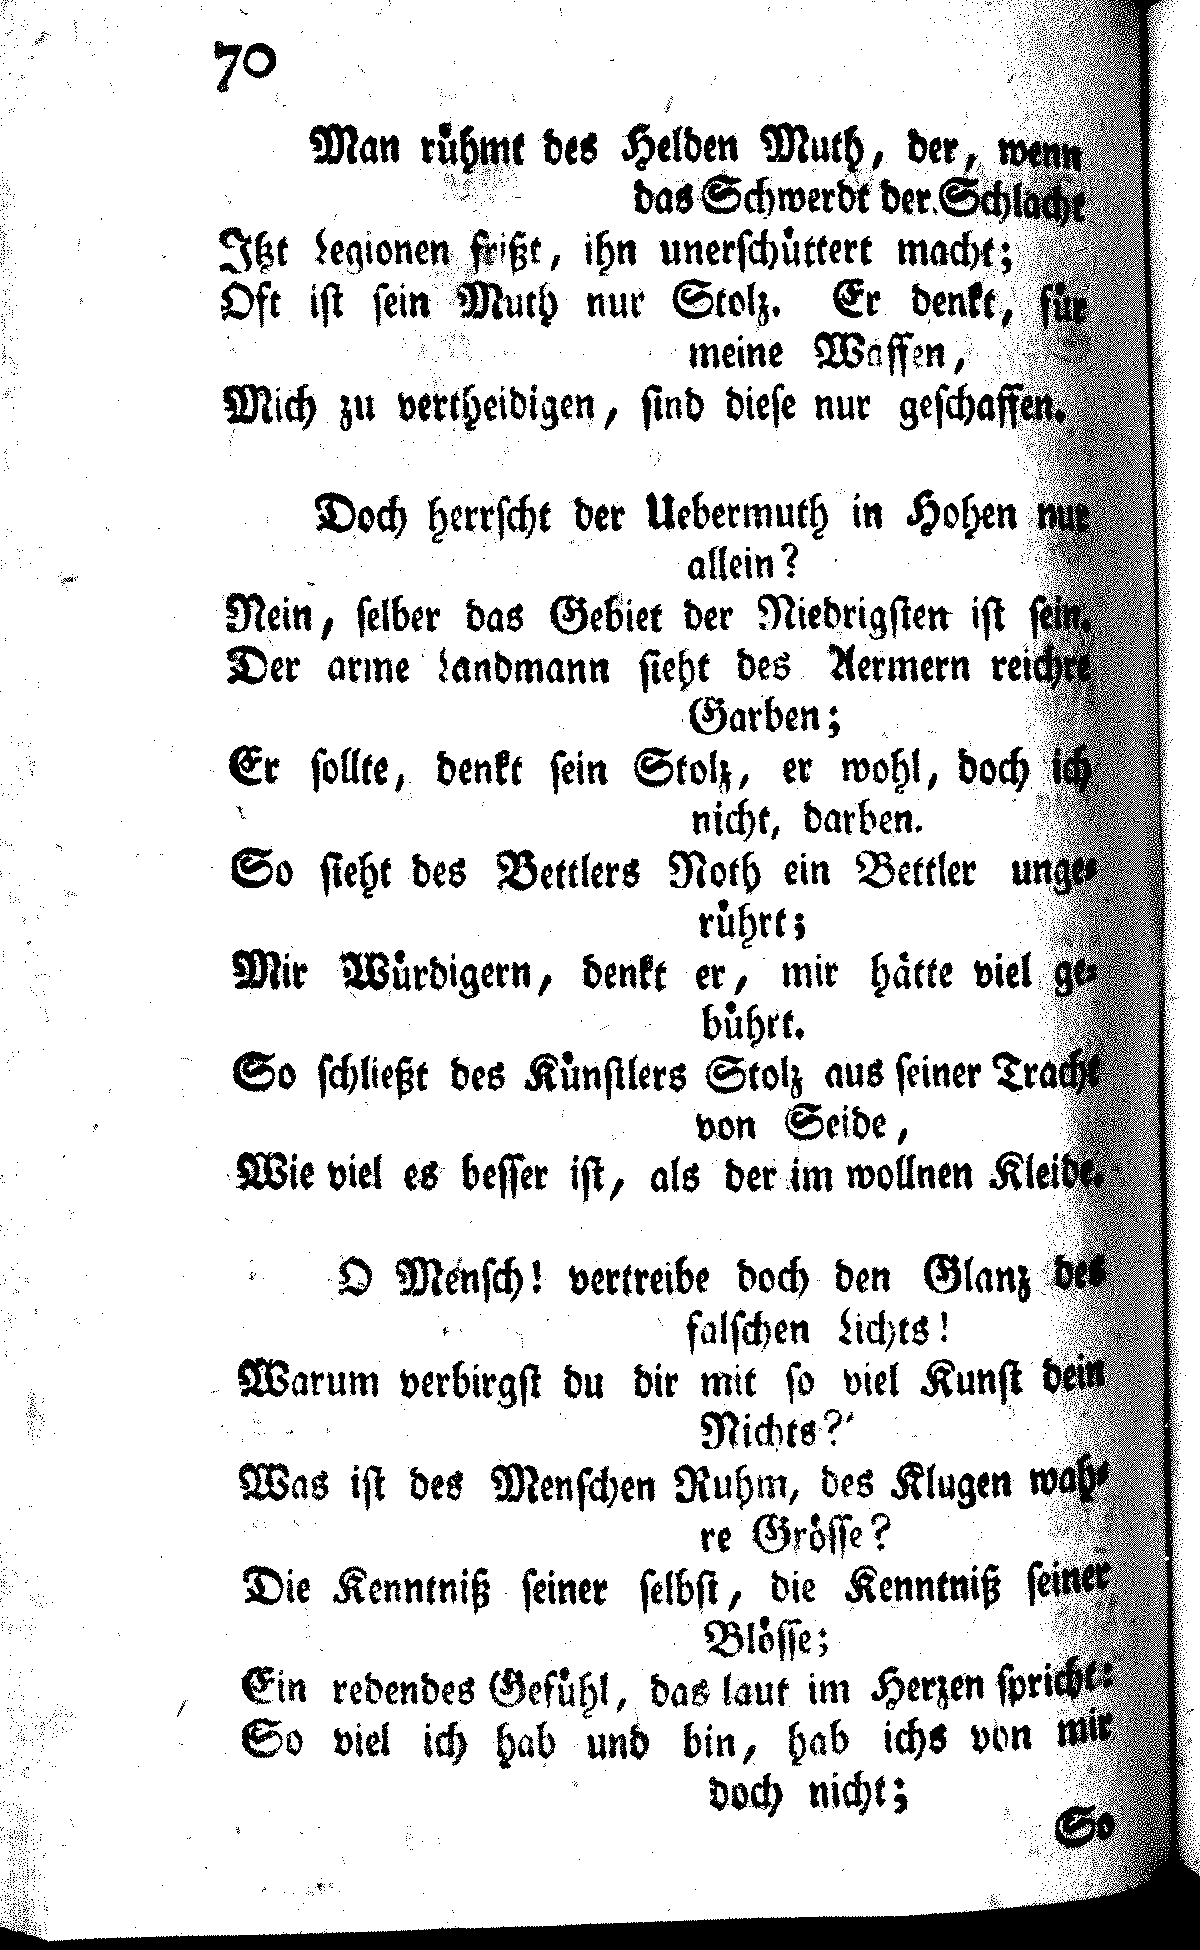 70
Man rühmt des Helden Muth, der, wenn
das Schwerdt der Schlacht
Itzt Legionen frißt, ihn unerschüttert macht;
Oft ist sein Muth nur Stolz. Er denkt, für
meine Waffen,
Mich zu vertheidigen, sind diese nur geschaffen.
Doch herrscht der Uebermuth in Hohen nur
allein?
Nein, selber das Gebiet der Niedrigsten ist sein.
Der arme Landmann sieht des Aermern reichre
Garben;
Er sollte, denkt sein Stolz, er wohl, doch ich
nicht, darben.
So sieht des Bettlers Noth ein Bettler unge-
rührt;
Mir Würdigern, denkt er, mir hätte viel ge-
bührt.
So schließt des Künstlers Stolz aus seiner Tracht
von Seide,
Wie viel es besser ist, als der im wollnen Kleide.
O Mensch! vertreibe doch den Glanz des
falschen Lichts!
Warum verbirgst du dir mit so viel Kunst dein
Nichts?
Was ist des Menschen Ruhm, des Klugen wah-
re Grösse?
Die Kenntniß seiner selbst, die Kenntniß seiner
Blösse;
Ein redendes Gefühl, das laut im Herzen spricht:
So viel ich hab und bin, hab ichs von mir
doch nicht;
So